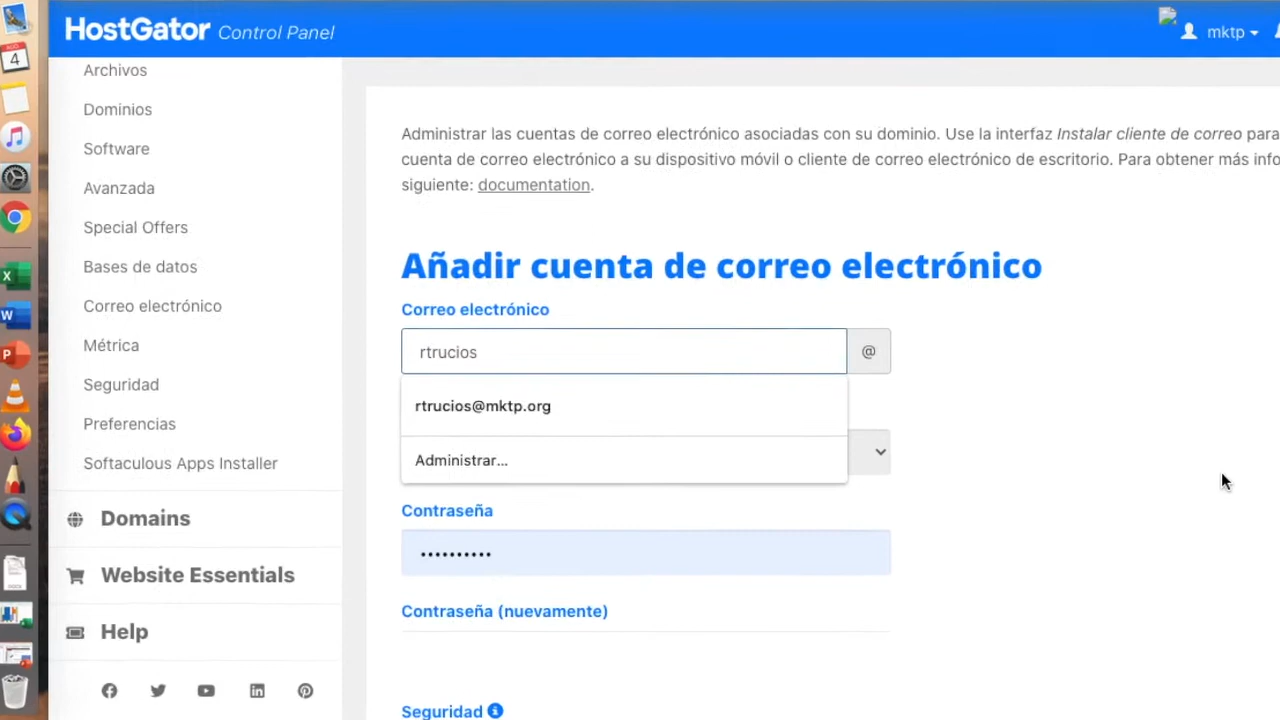 HostGator Control Panel
mktp
4
Archivos
Dominios
Software
Avanzada
Special Offers
Bases de datos
Correo electrónico
Métrica
Seguridad
Preferencias
Softaculous Apps Installer
Domains
Website Essentials
Help
Administrar las cuentas de correo electrónico asociadas con su dominio. Use la interfaz Instalar cliente de correo para
cuenta de correo electrónico a su dispositivo móvil o cliente de correo electrónico de escritorio. Para obtener más info
siguiente: documentation.
Añadir cuenta de correo electrónico
Correo electrónico
rtrucios @
rtrucios@mktp.org
Administrar...
Contraseña
••••••••••
Contraseña (nuevamente)
Seguridad